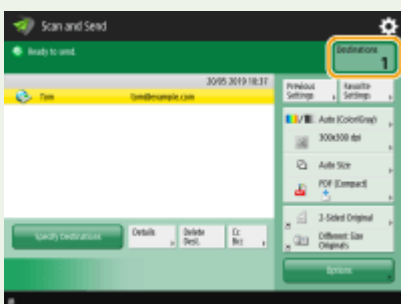 Scan and Send
Ready to send.
Destinations
1
20/05 2019 18:37
Tom
tom@example.com
Previous Settings
Favorite Settings
Auto (Color/Gray)
300x300 dpi
Auto Size
PDF (Compact)
2-Sided Original
Different Size Originals
Specify Destinations
Details
Delete Dest.
Cc Bcc
Options